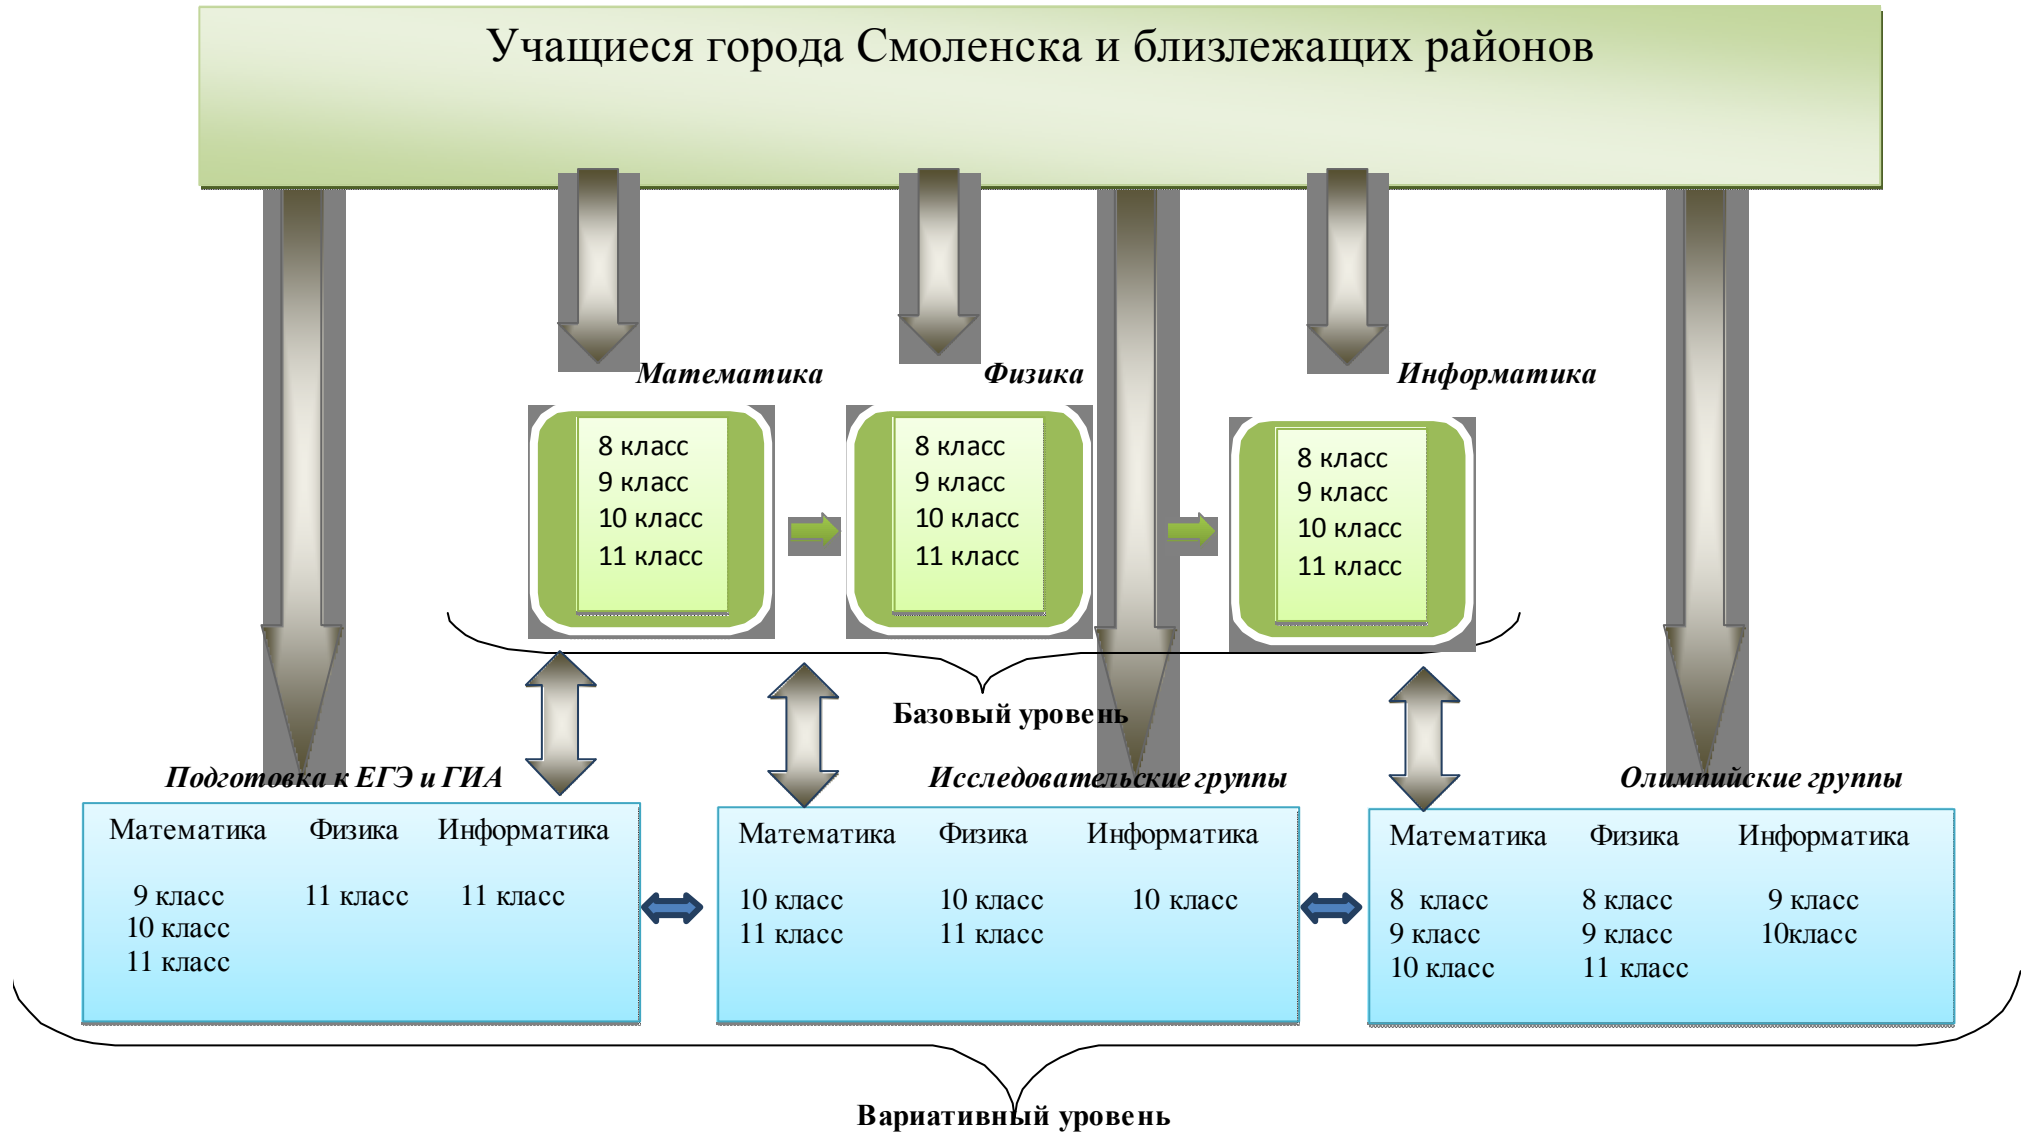 Учащиеся города Смоленска и близлежащих районов
Математика
Физика
Информатика
8 класс
9 класс
10 класс
11 класс
8 класс
9 класс
10 класс
11 класс
8 класс
9 класс
10 класс
11 класс
Базовый уровень
Подготовка к ЕГЭ и ГИА
Исследовательские группы
Олимпийские группы
Математика Физика Информатика
9 класс 11 класс 11 класс
10 класс
11 класс
Математика Физика Информатика
10 класс 10 класс 10 класс
11 класс 11 класс
Математика Физика Информатика
8 класс 8 класс 9 класс
9 класс 9 класс 10класс
10 класс 11 класс
Вариативный уровень